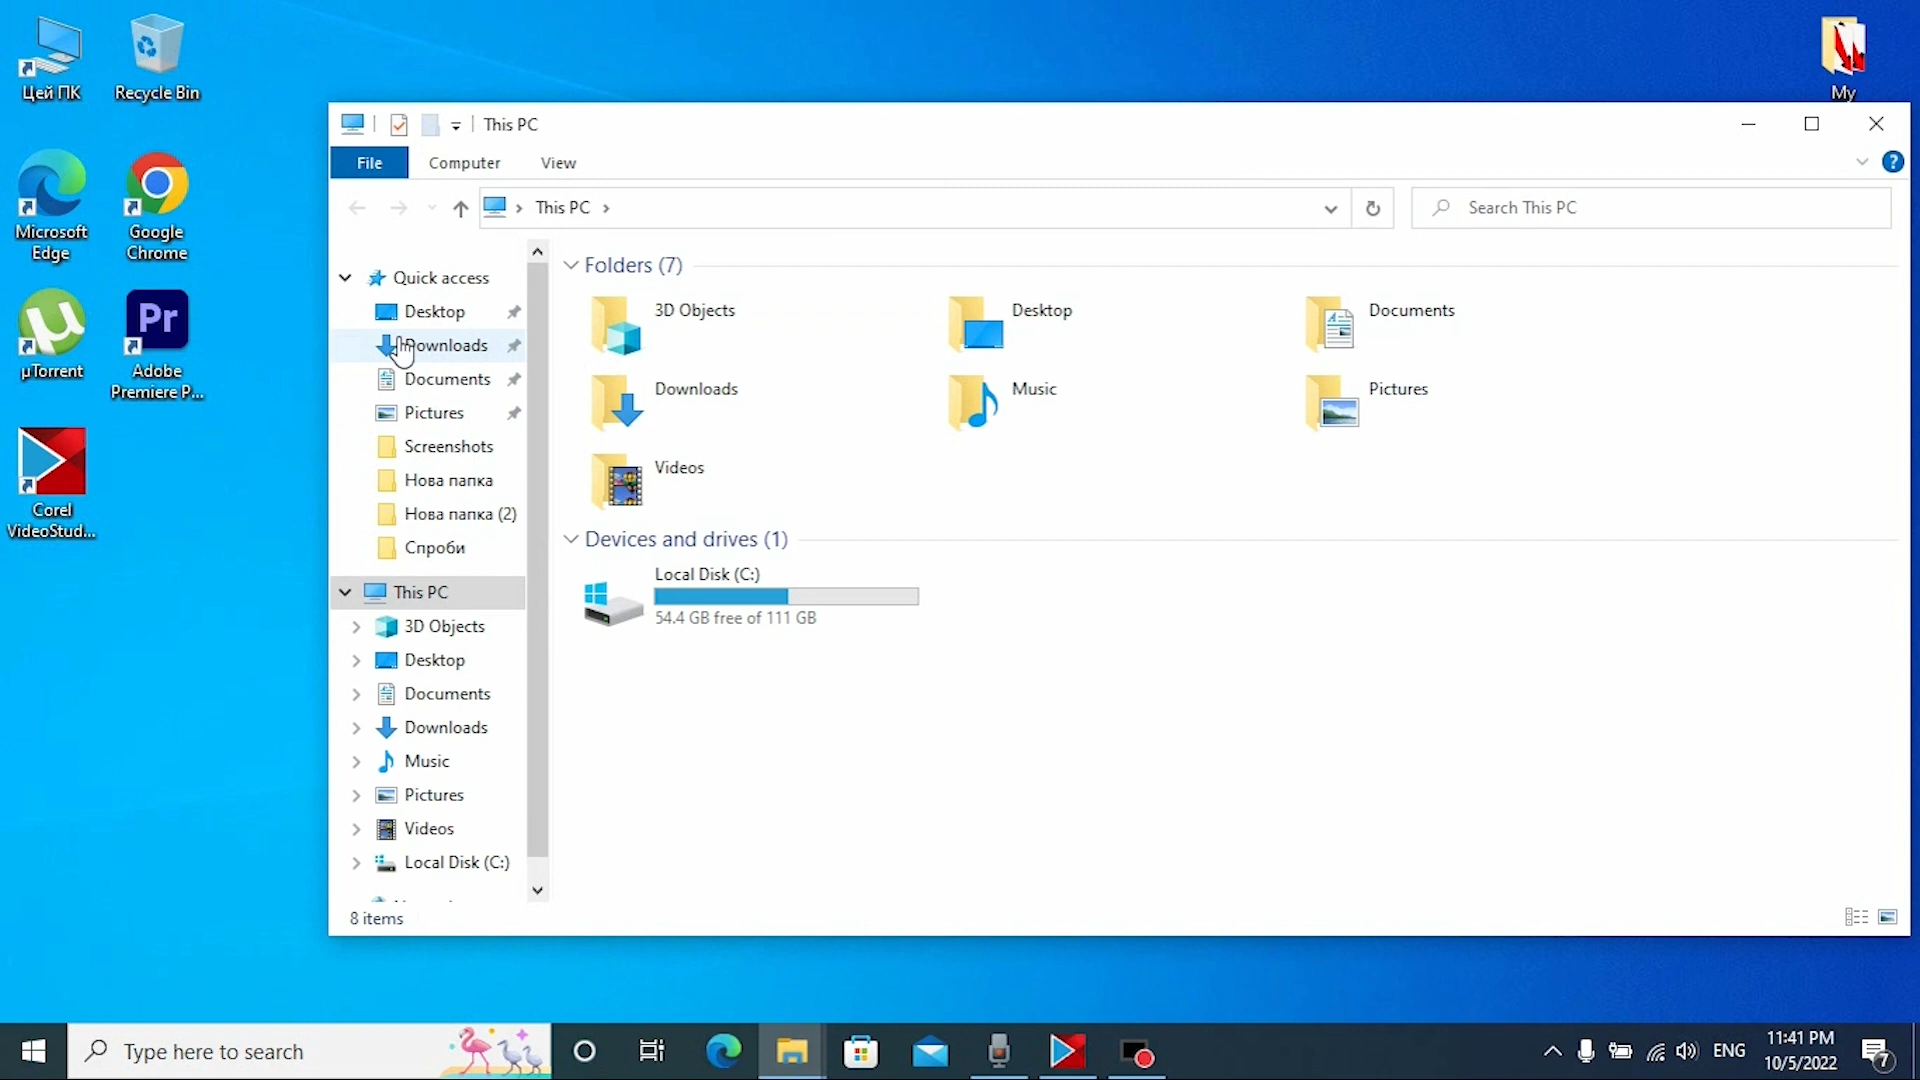 Цей ПК
Recycle Bin
My
Microsoft
Edge
Google
Chrome
µTorrent
Pr
Adobe
Premiere P...
Corel
VideoStud...
This PC
File
Computer
View
This PC
Search This PC
Quick access
Desktop
Downloads
Documents
Pictures
Screenshots
Нова папка
Нова папка (2)
Спроби
This PC
3D Objects
Desktop
Documents
Downloads
Music
Pictures
Videos
Local Disk (C:)
Folders (7)
3D Objects
Desktop
Documents
Downloads
Music
Pictures
Videos
Devices and drives (1)
Local Disk (C:)
54.4 GB free of 111 GB
8 items
Type here to search
ENG
11:41 PM
10/5/2022
7